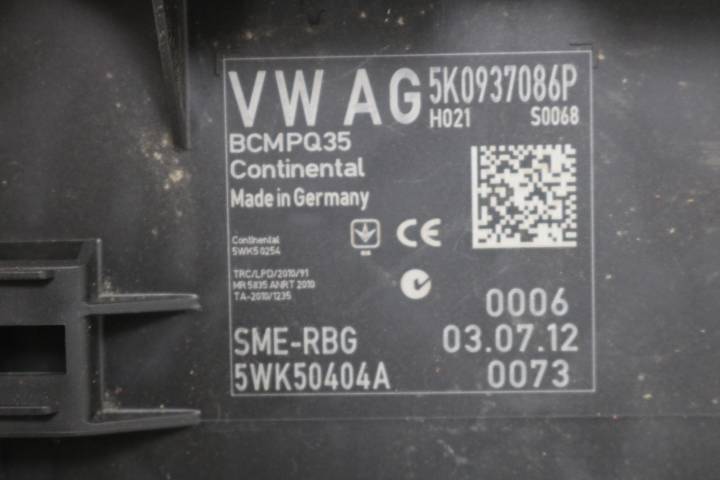 VW AG 5K0937086P
H021 S0068
BCMPQ35
Continental
Made in Germany
Continental
5WK5 0254
CE
TRC/LPD/2010/91
MR 5835 ANRT 2010
TA-2010/1235
0006
SME-RBG 03.07.12
5WK50404A 0073